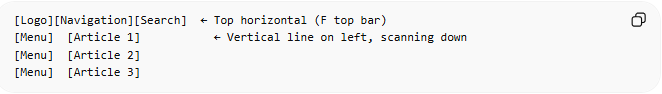 [Logo][Navigation][Search]  ← Top horizontal (F top bar)
[Menu]  [Article 1]           ← Vertical line on left, scanning down
[Menu]  [Article 2]
[Menu]  [Article 3]